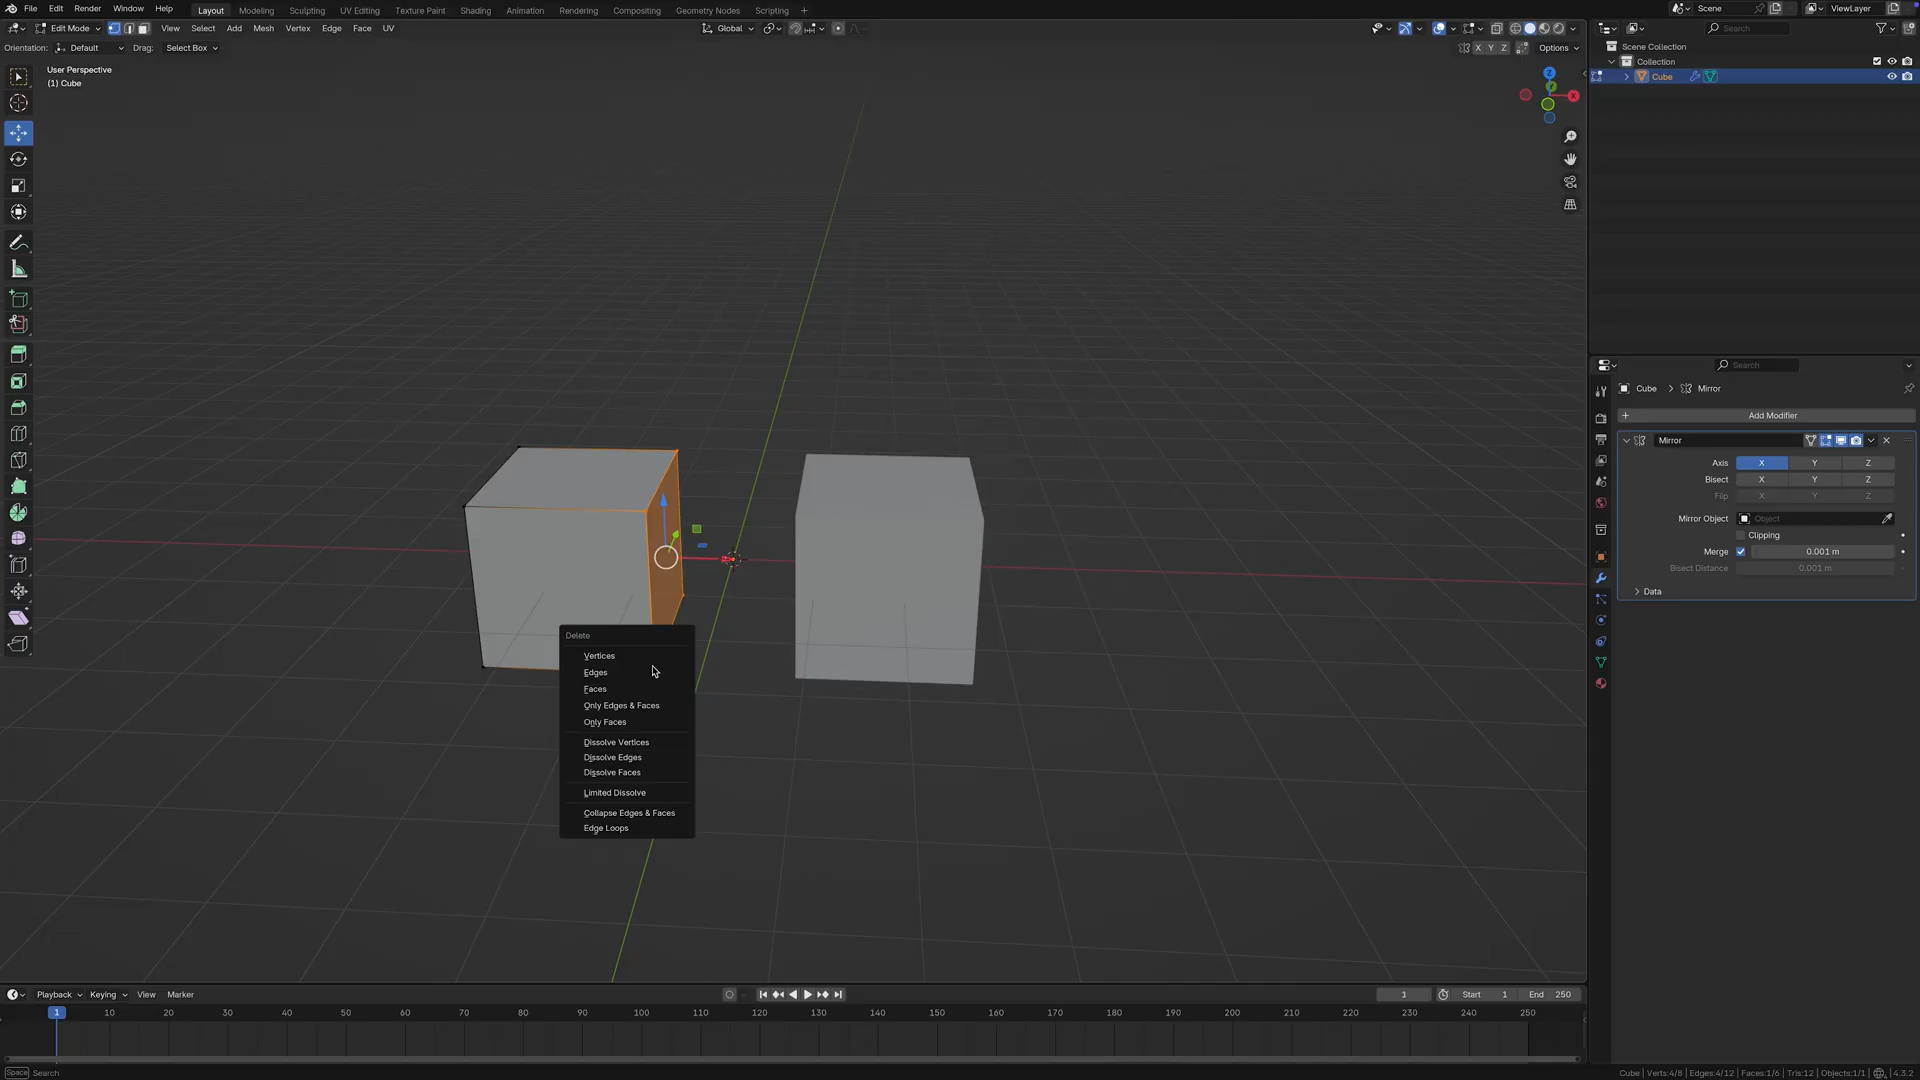 File Edit Render Window Help Layout Modeling Sculpting UV Editing Texture Paint Shading Animation Rendering Compositing Geometry Nodes Scripting + Scene ViewLayer
Edit Mode View Select Add Mesh Vertex Edge Face UV Global Search
Orientation: Default Drag: Select Box X Y Z Options
Scene Collection
Collection
Cube
User Perspective
(1) Cube
Z
Y
X
Search
Cube > Mirror
+ Add Modifier
Mirror
Axis X Y Z
Bisect X Y Z
Flip X Y Z
Mirror Object Object
Clipping
Merge 0.001 m
Bisect Distance 0.001 m
Data
Delete
Vertices
Edges
Faces
Only Edges & Faces
Only Faces
Dissolve Vertices
Dissolve Edges
Dissolve Faces
Limited Dissolve
Collapse Edges & Faces
Edge Loops
Playback Keying View Marker 1 Start 1 End 250
1 10 20 30 40 50 60 70 80 90 100 110 120 130 140 150 160 170 180 190 200 210 220 230 240 250
Space Search Cube | Verts:4/8 | Edges:4/12 | Faces:1/6 | Tris:12 | Objects:1/1 | 4.3.2